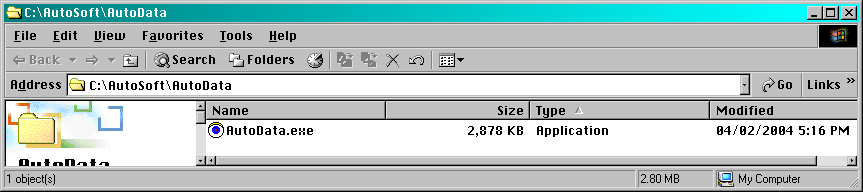 C:\AutoSoft\AutoData
File Edit View Favorites Tools Help
Back Search Folders
Address C:\AutoSoft\AutoData Go Links »
Name Size Type Modified
AutoData.exe 2,878 KB Application 04/02/2004 5:16 PM
AutoData
1 object(s) 2.80 MB My Computer